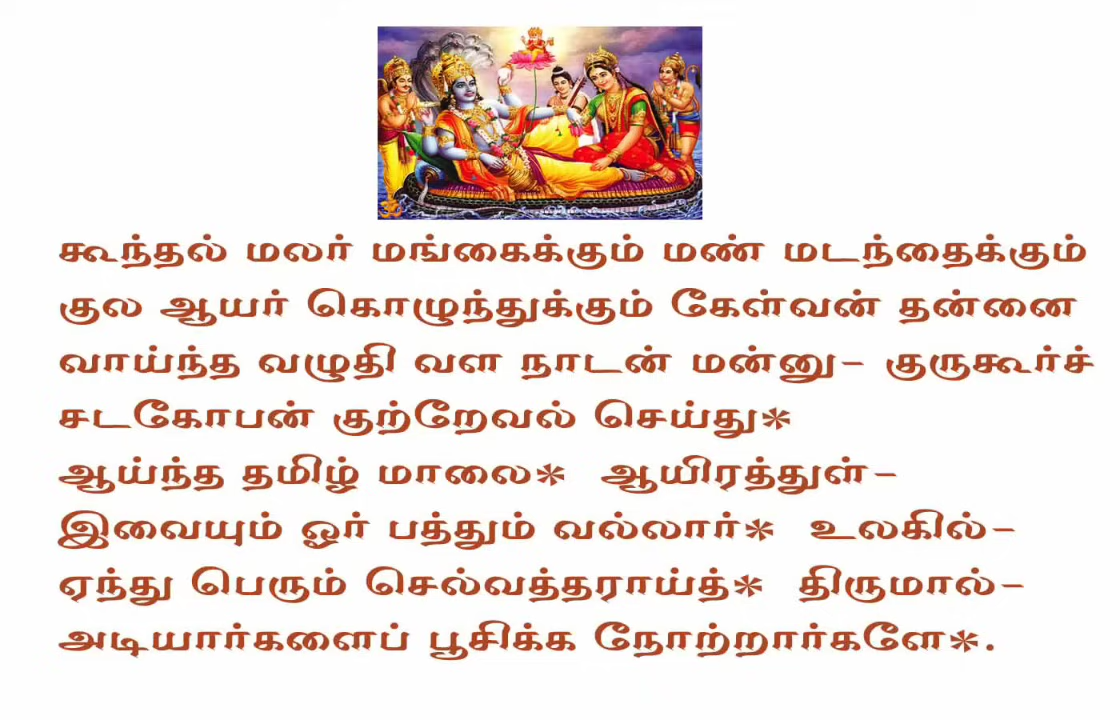 கூந்தல் மலர் மங்கைக்கும் மண் மடந்தைக்கும்
குல ஆயர் கொழுந்துக்கும் கேள்வன் தன்னை
வாய்ந்த வழுதி வள நாடன் மன்னு- குருகூர்ச்
சடகோபன் குற்றேவல் செய்து*
ஆய்ந்த தமிழ் மாலை* ஆயிரத்துள்-
இவையும் ஓர் பத்தும் வல்லார்* உலகில்-
ஏந்து பெரும் செல்வத்தராய்த்* திருமால்-
அடியார்களைப் பூசிக்க நோற்றார்களே*.